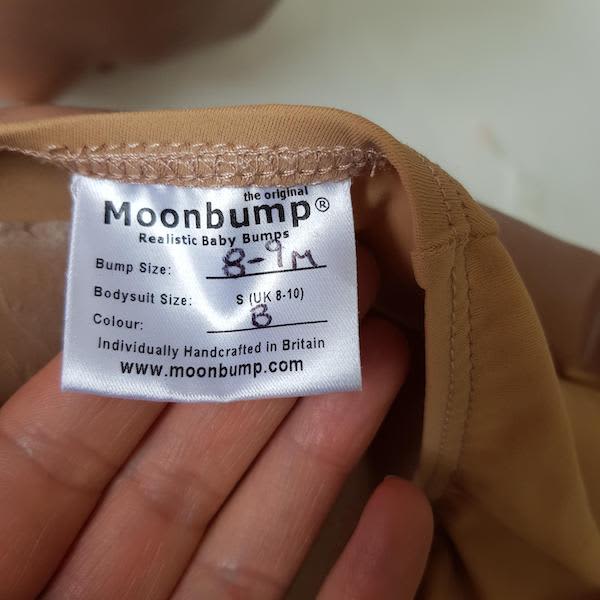 the original
Moonbump®
Realistic Baby Bumps
Bump Size: 8-9M
Bodysuit Size: S (UK 8-10)
Colour: B
Individually Handcrafted in Britain
www.moonbump.com